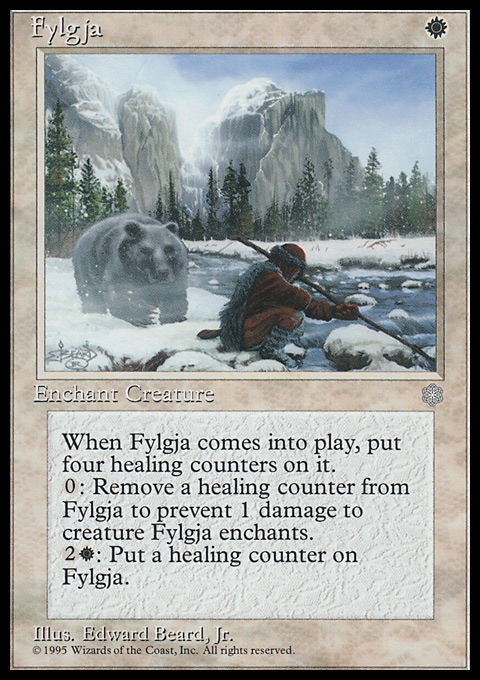 Fylgja
Enchant Creature
When Fylgja comes into play, put
four healing counters on it.
0: Remove a healing counter from
Fylgja to prevent 1 damage to
creature Fylgja enchants.
2: Put a healing counter on
Fylgja.
Illus. Edward Beard, Jr.
© 1995 Wizards of the Coast, Inc. All rights reserved.